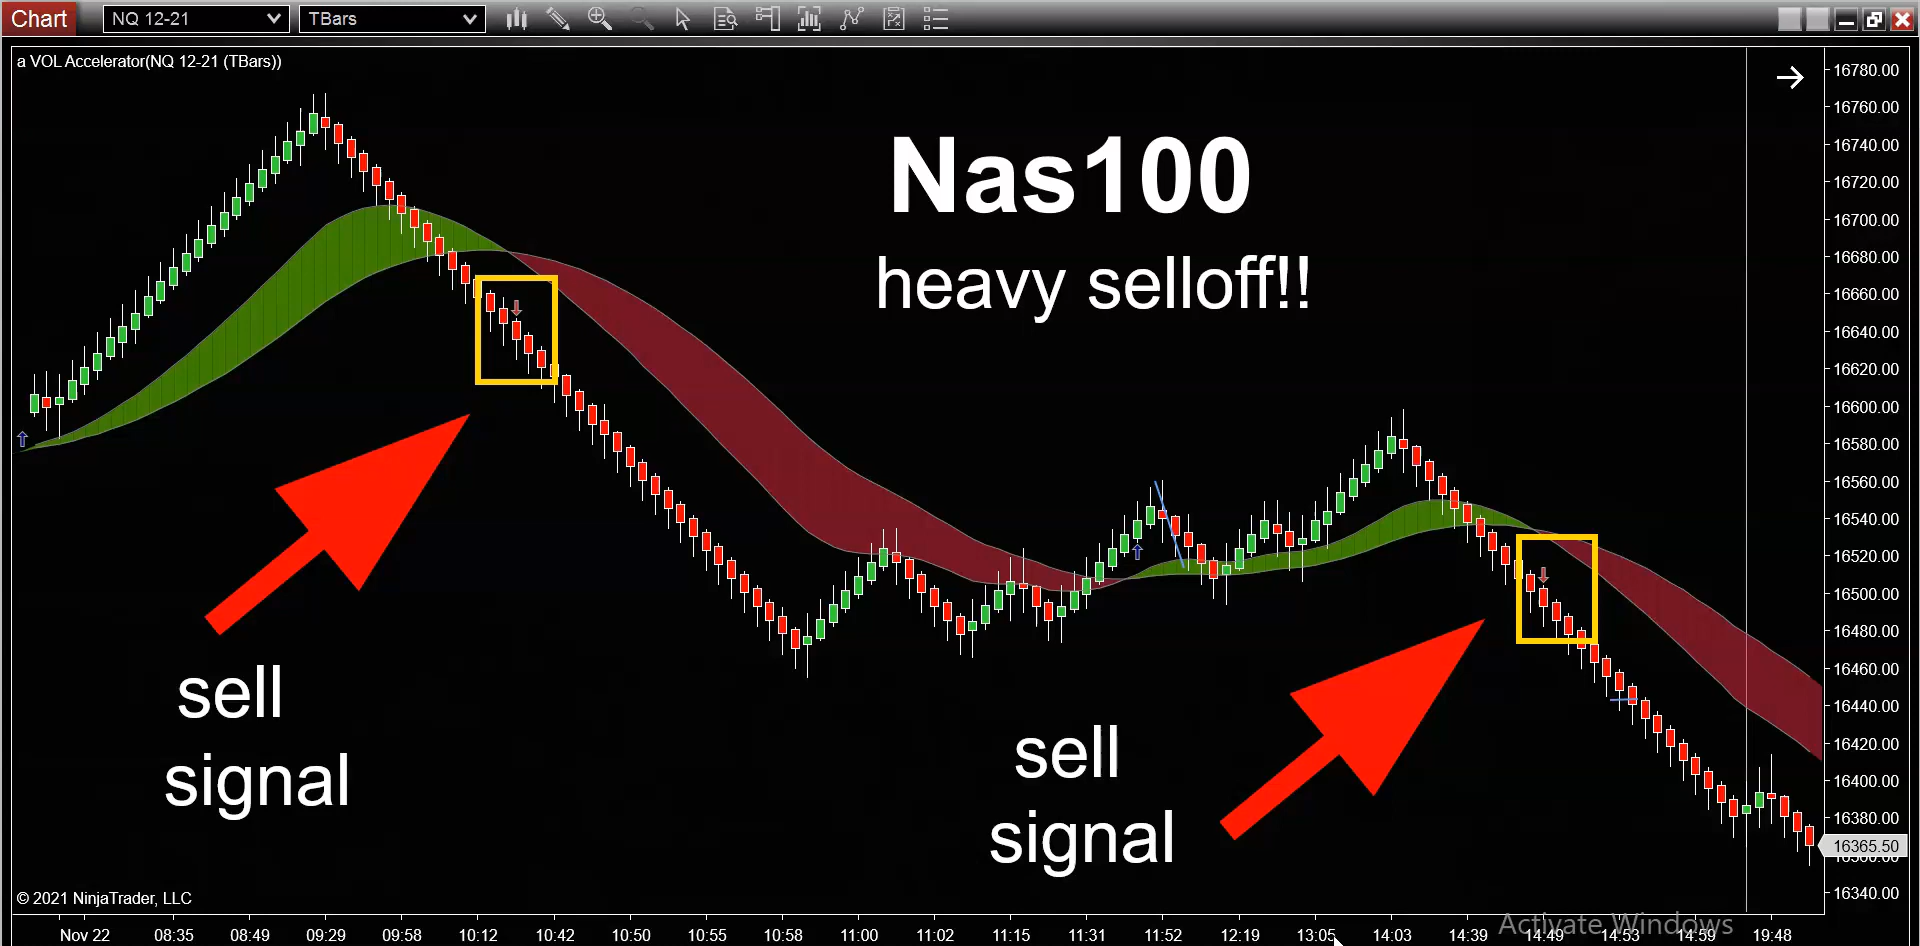 Chart
NQ 12-21
TBars
a VOL Accelerator(NQ 12-21 (TBars))
Nas100
heavy selloff!!
sell
signal
sell
signal
16780.00
16760.00
16740.00
16720.00
16700.00
16680.00
16660.00
16640.00
16620.00
16600.00
16580.00
16560.00
16540.00
16520.00
16500.00
16480.00
16460.00
16440.00
16420.00
16400.00
16380.00
16365.50
16360.00
16340.00
© 2021 NinjaTrader, LLC
Activate Windows
Nov 22 08:35 08:49 09:29 09:58 10:12 10:42 10:50 10:55 10:58 11:00 11:02 11:15 11:31 11:52 12:19 13:05 14:03 14:39 14:49 14:53 14:59 19:48